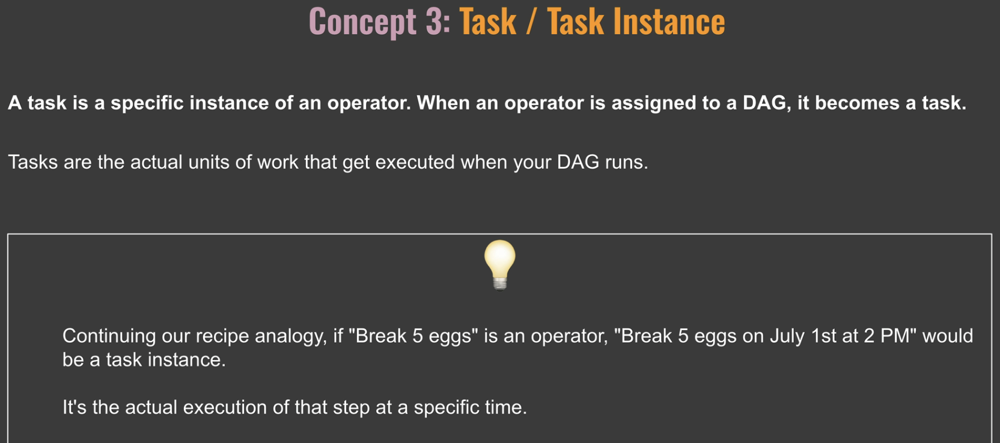 Concept 3: Task / Task Instance
A task is a specific instance of an operator. When an operator is assigned to a DAG, it becomes a task.
Tasks are the actual units of work that get executed when your DAG runs.
Continuing our recipe analogy, if "Break 5 eggs" is an operator, "Break 5 eggs on July 1st at 2 PM" would
be a task instance.
It's the actual execution of that step at a specific time.